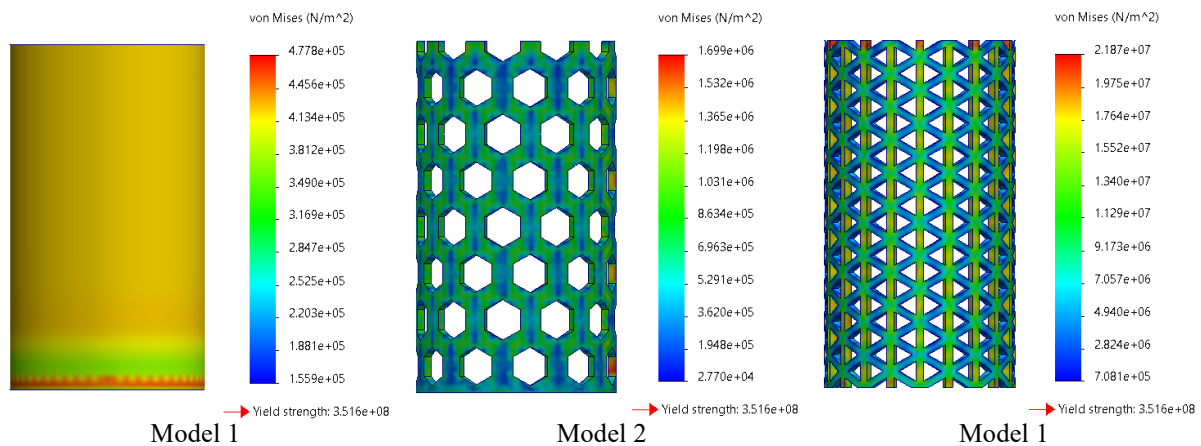 von Mises (N/m^2)
4.778e+05
4.456e+05
4.134e+05
3.812e+05
3.490e+05
3.169e+05
2.847e+05
2.525e+05
2.203e+05
1.881e+05
1.559e+05
Yield strength: 3.516e+08
Model 1
von Mises (N/m^2)
1.699e+06
1.532e+06
1.365e+06
1.198e+06
1.031e+06
8.634e+05
6.963e+05
5.291e+05
3.620e+05
1.948e+05
2.770e+04
Yield strength: 3.516e+08
Model 2
von Mises (N/m^2)
2.187e+07
1.975e+07
1.764e+07
1.552e+07
1.340e+07
1.129e+07
9.173e+06
7.057e+06
4.940e+06
2.824e+06
7.081e+05
Yield strength: 3.516e+08
Model 1